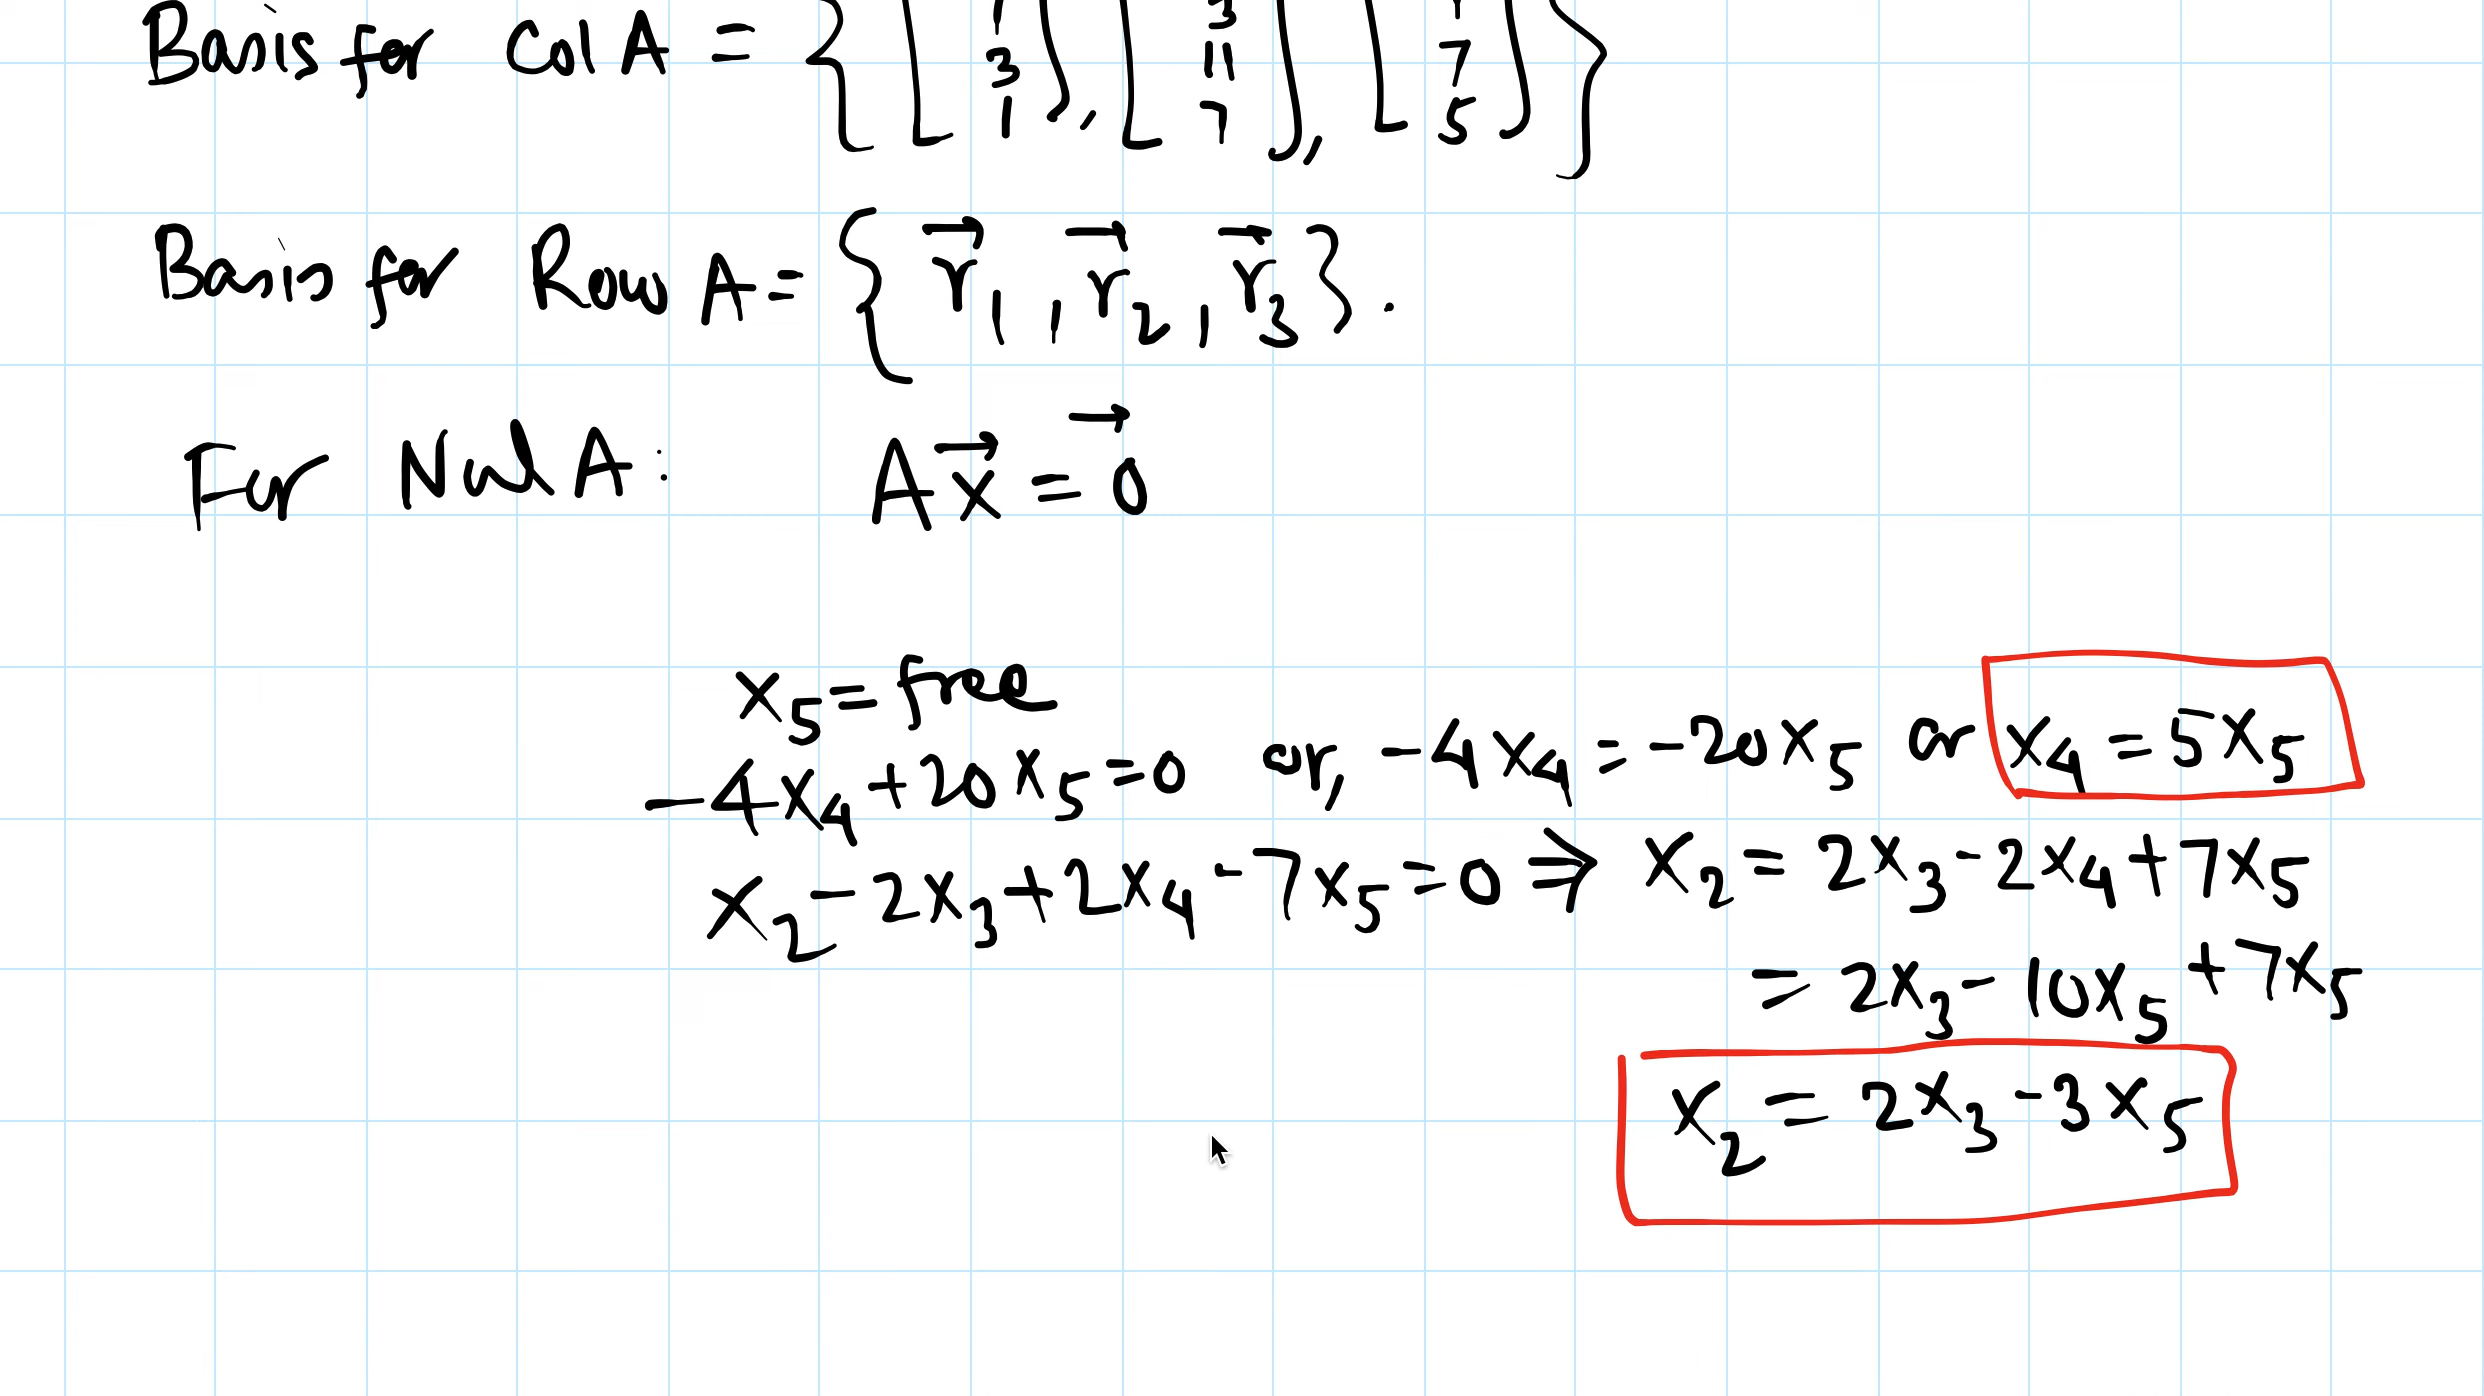 Basis for Col A = { [ 1 3 1 ], [ 3 11 7 ], [ 7 5 ] }
Basis for Row A = { r⃗1, r⃗2, r⃗3 }.
For Nul A: Ax⃗ = 0⃗
x₅ = free
-4x₄ + 20x₅ = 0 or, -4x₄ = -20x₅ or x₄ = 5x₅
x₂ - 2x₃ + 2x₄ - 7x₅ = 0 ⇒ x₂ = 2x₃ - 2x₄ + 7x₅
= 2x₃ - 10x₅ + 7x₅
x₂ = 2x₃ - 3x₅